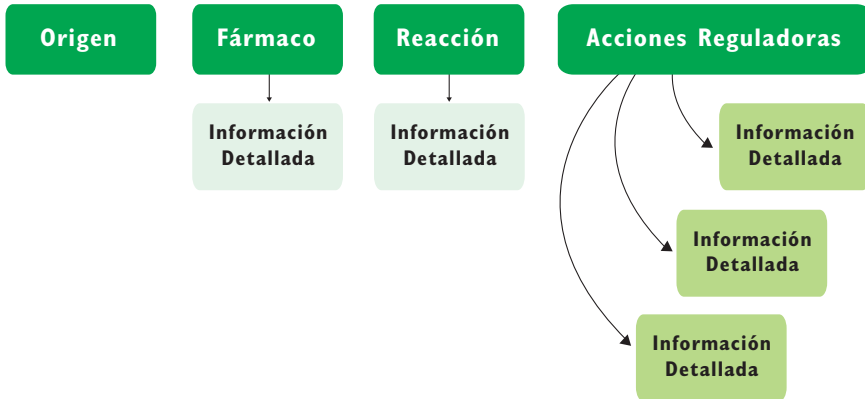 Origen
Fármaco
Reacción
Acciones Reguladoras
Información
Detallada
Información
Detallada
Información
Detallada
Información
Detallada
Información
Detallada